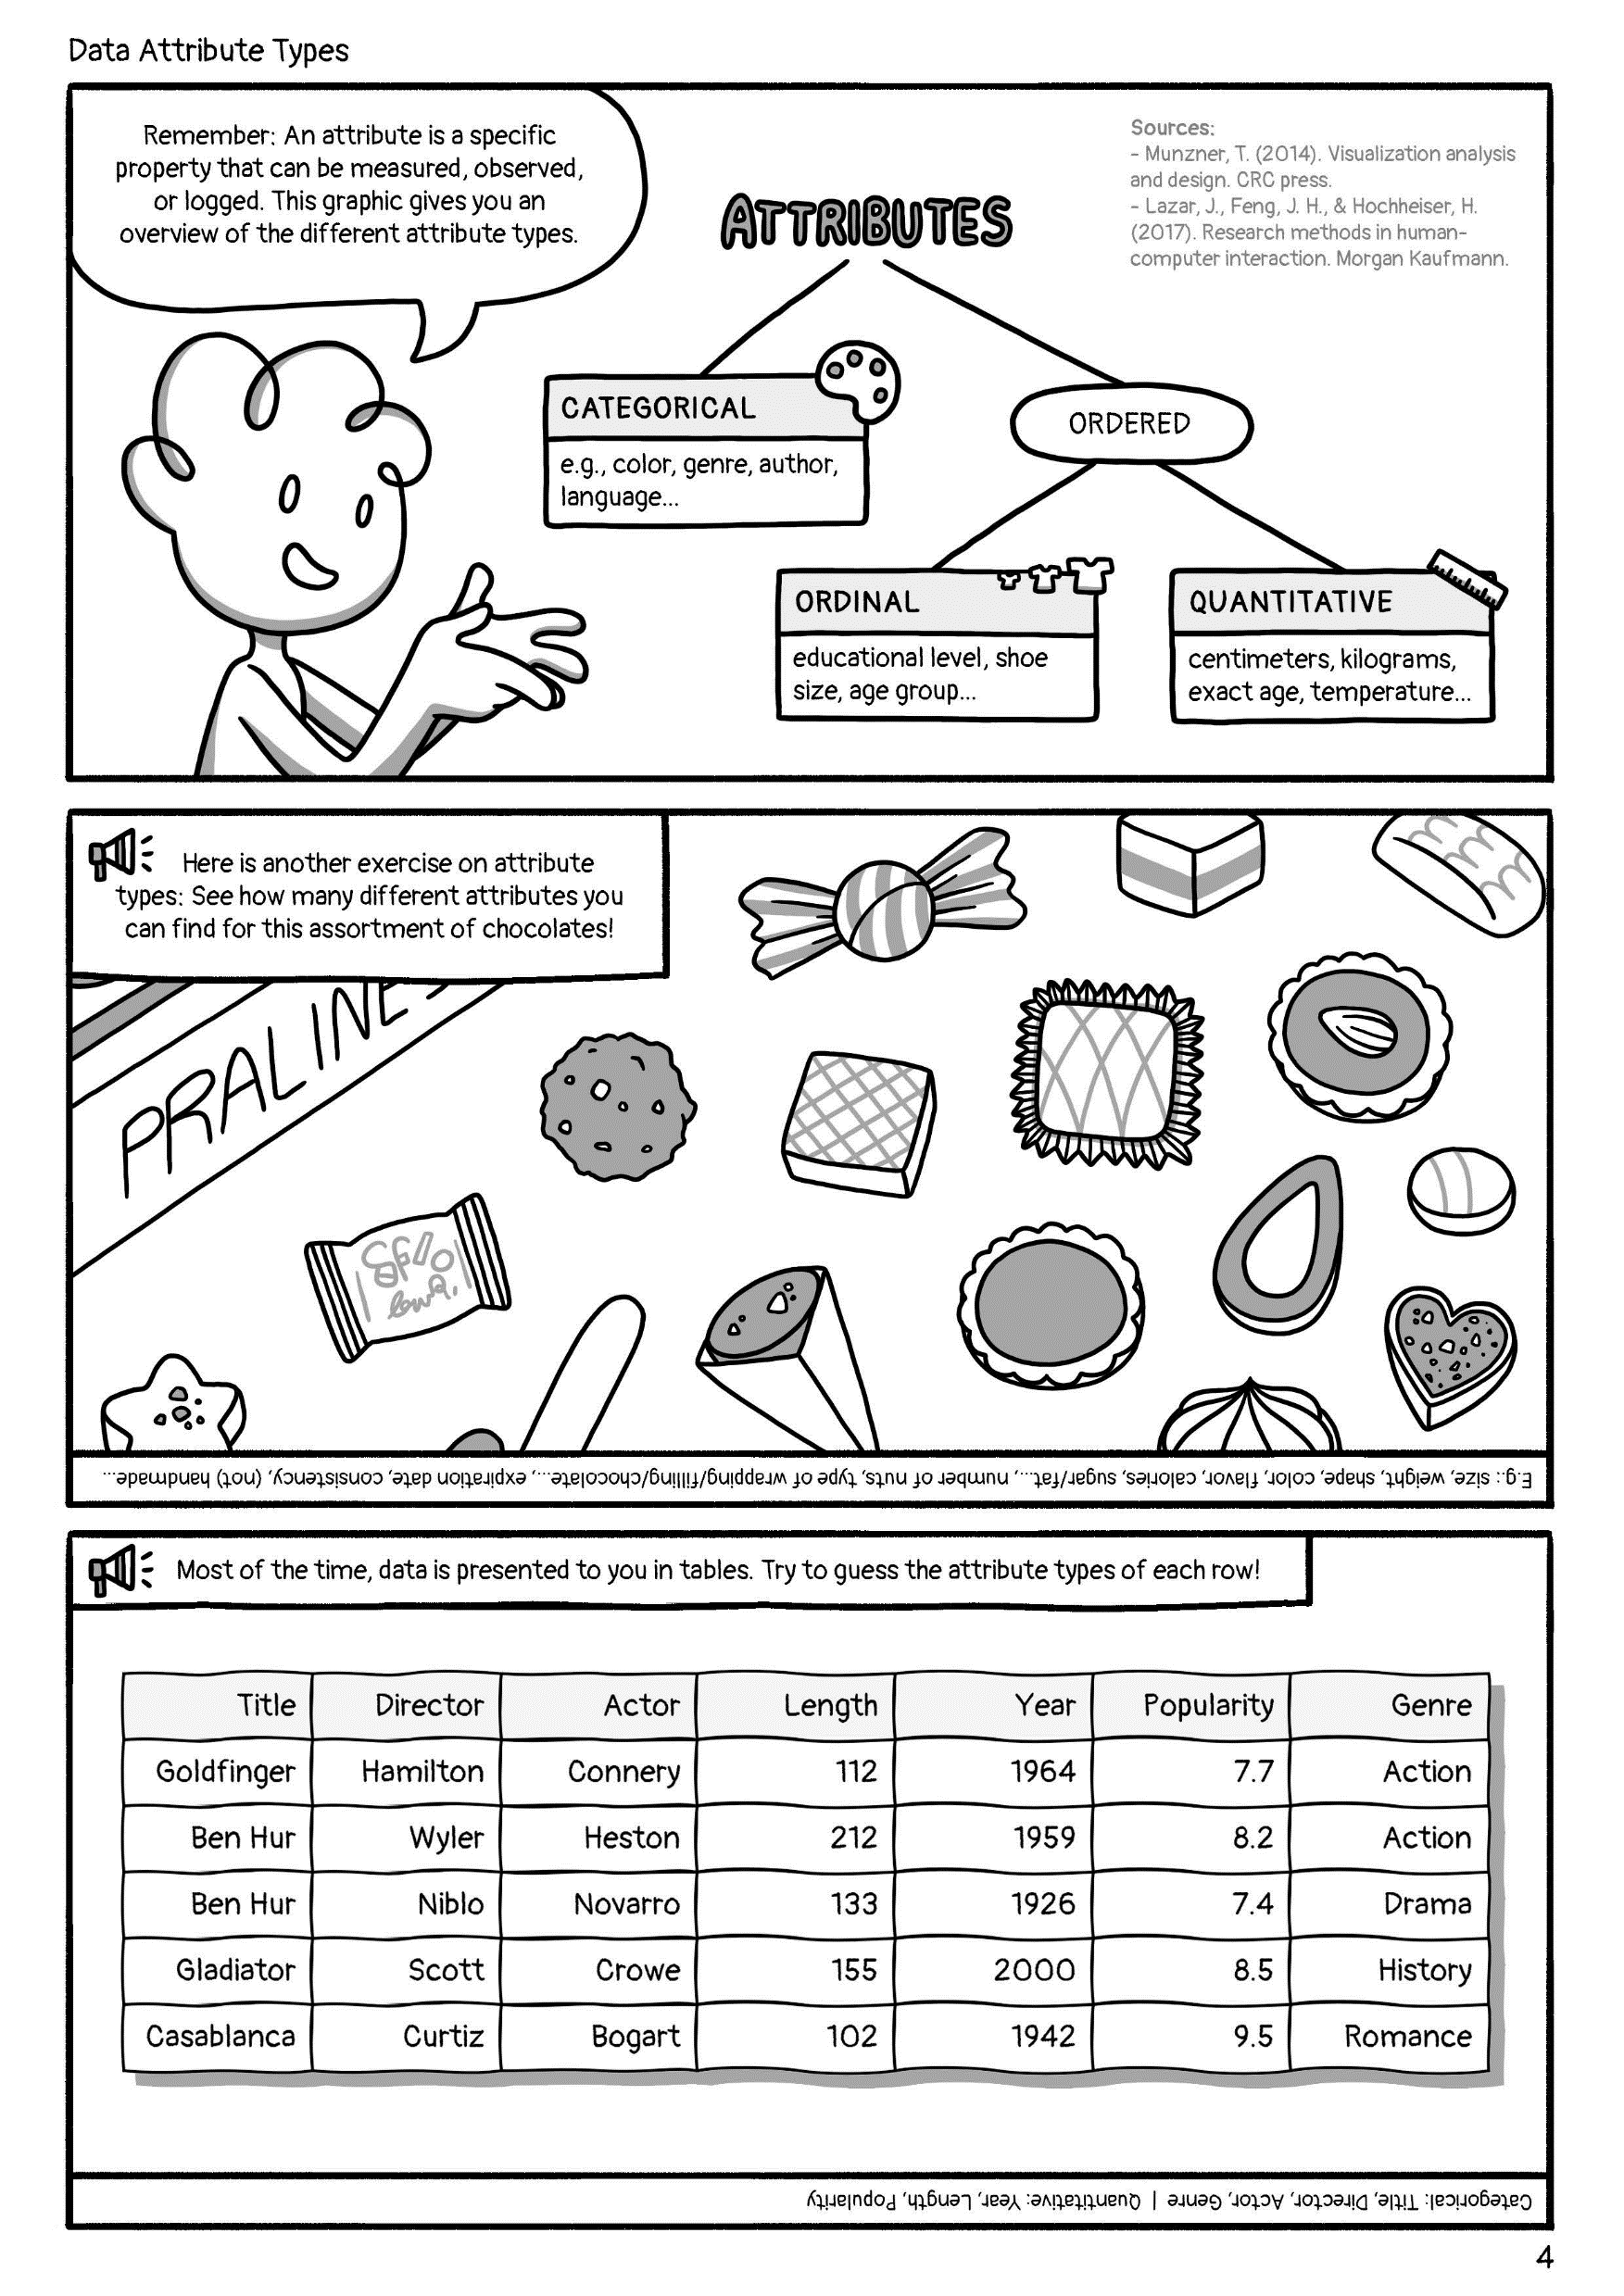 Data Attribute Types
Remember: An attribute is a specific
property that can be measured, observed,
or logged. This graphic gives you an
overview of the different attribute types.
ATTRIBUTES
Sources:
- Munzner, T. (2014). Visualization analysis
and design. CRC press.
- Lazar, J., Feng, J. H., & Hochheiser, H.
(2017). Research methods in human-
computer interaction. Morgan Kaufmann.
CATEGORICAL
e.g., color, genre, author,
language...
ORDERED
ORDINAL
educational level, shoe
size, age group...
QUANTITATIVE
centimeters, kilograms,
exact age, temperature...
Here is another exercise on attribute
types: See how many different attributes you
can find for this assortment of chocolates!
PRALINE
E.g.: size, weight, shape, color, flavor, calories, sugar/fat..., number of nuts, type of wrapping/filling/chocolate..., expiration date, consistency, (not) handmade...
Most of the time, data is presented to you in tables. Try to guess the attribute types of each row!
Title Director Actor Length Year Popularity Genre
Goldfinger Hamilton Connery 112 1964 7.7 Action
Ben Hur Wyler Heston 212 1959 8.2 Action
Ben Hur Niblo Novarro 133 1926 7.4 Drama
Gladiator Scott Crowe 155 2000 8.5 History
Casablanca Curtiz Bogart 102 1942 9.5 Romance
Categorical: Title, Director, Actor, Genre | Quantitative: Year, Length, Popularity
4